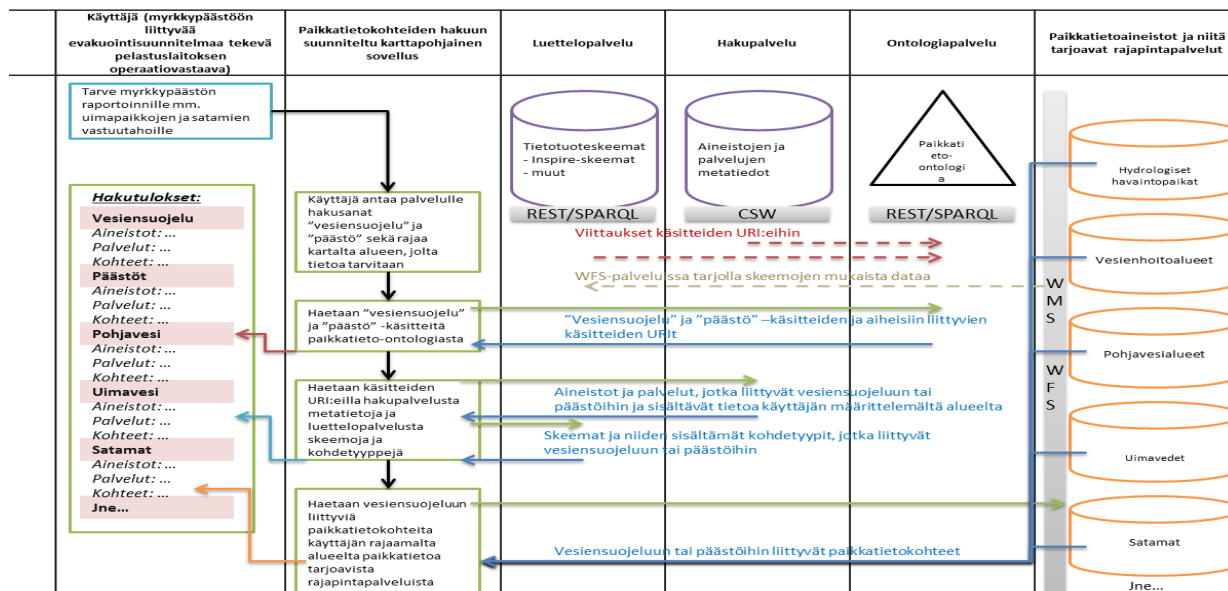 Käyttäjä (myrkkypäästöön
liittyvää
evakuointisuunnitelmaa tekevä
pelastuslaitoksen
operaatiovastaava)
Paikkatietokohteiden hakuun
suunniteltu karttapohjainen
sovellus
Luettelopalvelu
Hakupalvelu
Ontologiapalvelu
Paikkatietoaineistot ja niitä
tarjoavat rajapintapalvelut
Tarve myrkkypäästön
raportoinnille mm.
uimapaikkojen ja satamien
vastuutahoille
Hakutulokset:
Vesiensuojelu
Aineistot: ...
Palvelut: ...
Kohteet: ...
Päästöt
Aineistot: ...
Palvelut: ...
Kohteet: ...
Pohjavesi
Aineistot: ...
Palvelut: ...
Kohteet: ...
Uimavesi
Aineistot: ...
Palvelut: ...
Kohteet: ...
Satamat
Aineistot: ...
Palvelut: ...
Kohteet: ...
Jne...
Käyttäjä antaa palvelulle
hakusanat
"vesiensuojelu" ja
"päästö" sekä rajaa
kartalta alueen, jolta
tietoa tarvitaan
Haetaan "vesiensuojelu"
ja "päästö" -käsitteitä
paikkatieto-ontologiasta
Haetaan käsitteiden
URI:eilla hakupalvelusta
metatietoja ja
luettelopalvelusta
skeemoja ja
kohdetyyppejä
Haetaan vesiensuojeluun
liittyviä
paikkatietokohteita
käyttäjän rajaamalta
alueelta paikkatietoa
tarjoavista
rajapintapalveluista
Tietotuoteskeemat
- Inspire-skeemat
- muut
REST/SPARQL
Aineistojen ja
palvelujen
metatiedot
CSW
Paikkati
eto-
ontologi
a
REST/SPARQL
Viittaukset käsitteiden URI:eihin
WFS-palveluissa tarjolla skeemojen mukaista dataa
"Vesiensuojelu" ja "päästö" –käsitteiden ja aiheisiin liittyvien
käsitteiden URIt
Aineistot ja palvelut, jotka liittyvät vesiensuojeluun tai
päästöihin ja sisältävät tietoa käyttäjän määrittelemältä alueelta
Skeemat ja niiden sisältämät kohdetyypit, jotka liittyvät
vesiensuojeluun tai päästöihin
Vesiensuojeluun tai päästöihin liittyvät paikkatietokohteet
W
M
S
W
F
S
Hydrologiset
havaintopaikat
Vesienhoitoalueet
Pohjavesialueet
Uimavedet
Satamat
Jne...